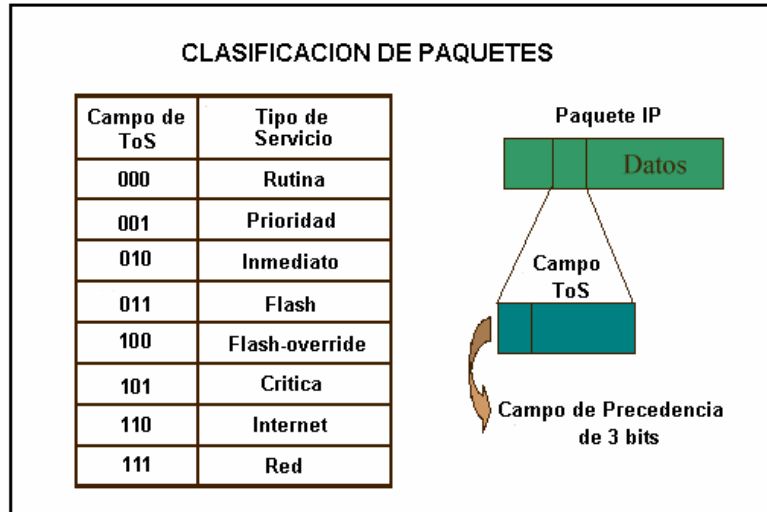 CLASIFICACION DE PAQUETES
Campo de ToS Tipo de Servicio
000 Rutina
001 Prioridad
010 Inmediato
011 Flash
100 Flash-override
101 Critica
110 Internet
111 Red
Paquete IP
Datos
Campo
ToS
Campo de Precedencia
de 3 bits